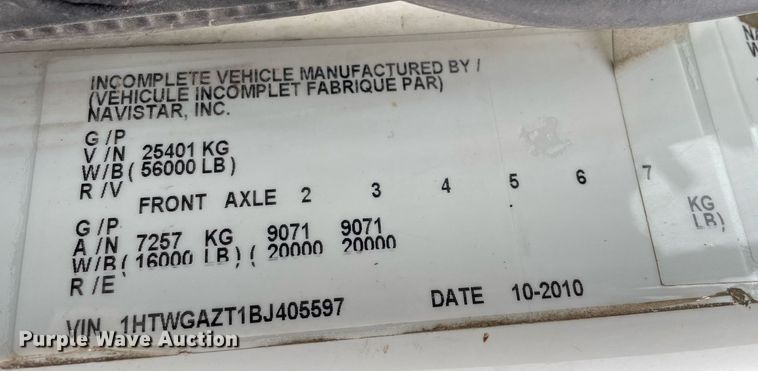 INCOMPLETE VEHICLE MANUFACTURED BY /
(VEHICULE INCOMPLET FABRIQUE PAR)
NAVISTAR, INC.
G /P
V /N 25401 KG
W/B ( 56000 LB )
R /V
FRONT AXLE 2 3 4 5 6 7
G /P
A /N 7257 KG 9071 9071 KG
W/B ( 16000 LB ) ( 20000 20000 LB)
R /E
VIN 1HTWGAZT1BJ405597 DATE 10-2010
Purple Wave Auction